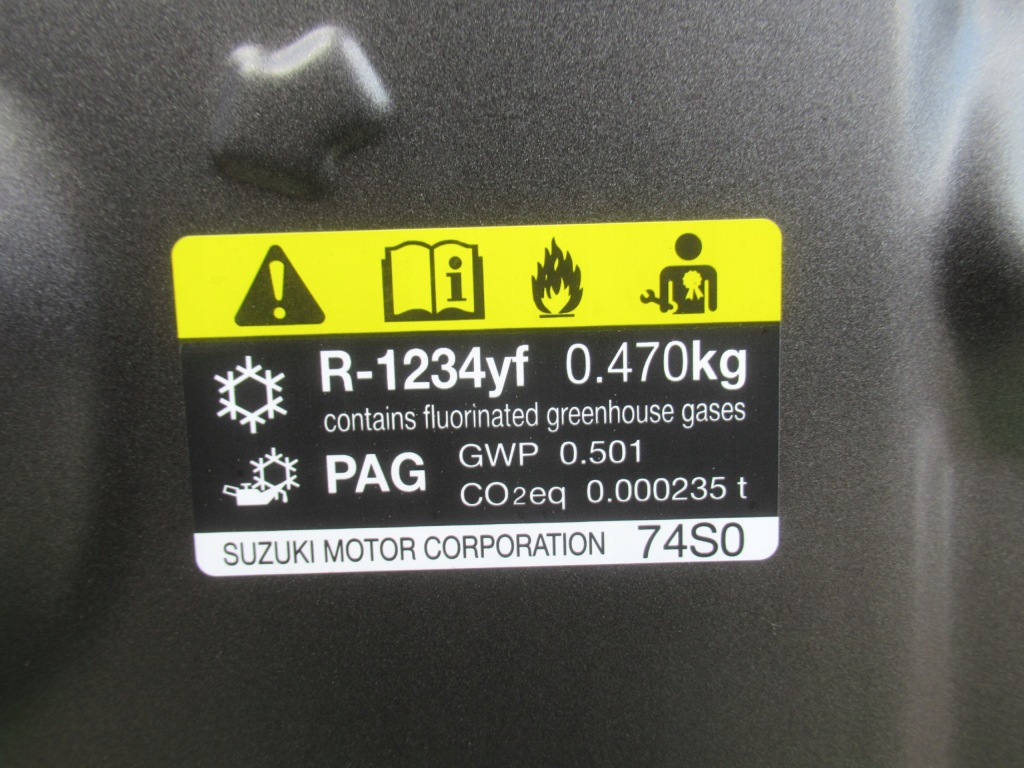 R-1234yf 0.470kg
contains fluorinated greenhouse gases
PAG GWP 0.501
CO2eq 0.000235 t
SUZUKI MOTOR CORPORATION 74S0